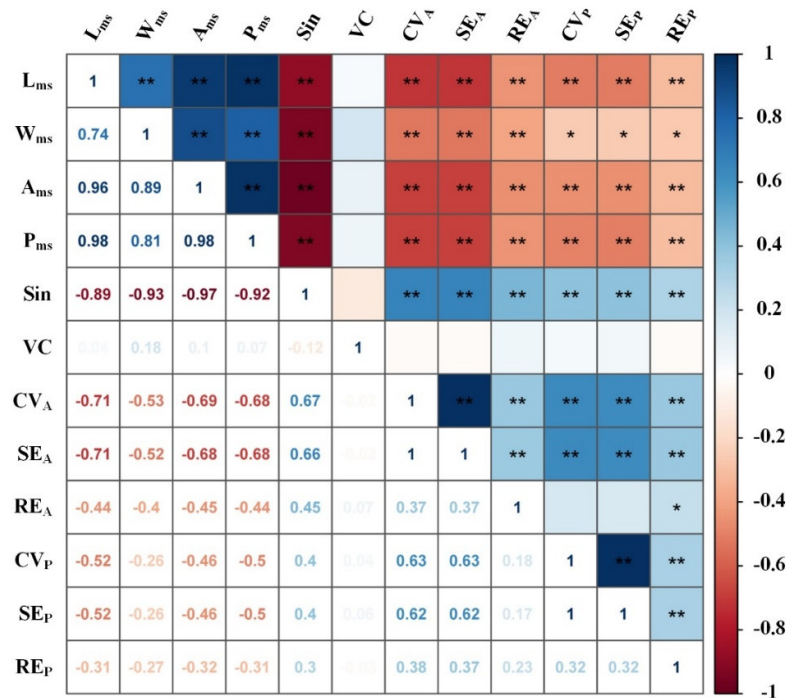 Lms Wms Ams Pms Sin VC CVA SEA REA CVP SEP REP
Lms 1 ** ** ** ** ** ** ** ** ** ** 1
Wms 0.74 1 ** ** ** ** ** ** * * * 0.8
Ams 0.96 0.89 1 ** ** ** ** ** ** ** ** 0.6
Pms 0.98 0.81 0.98 1 ** ** ** ** ** ** ** 0.4
Sin -0.89 -0.93 -0.97 -0.92 1 ** ** ** ** ** ** 0.2
VC 0.18 0.1 0.07 -0.12 1 0
CVA -0.71 -0.53 -0.69 -0.68 0.67 1 ** ** ** ** **
SEA -0.71 -0.52 -0.68 -0.68 0.66 1 1 ** ** ** ** -0.2
REA -0.44 -0.4 -0.45 -0.44 0.45 0.07 0.37 0.37 1 * -0.4
CVP -0.52 -0.26 -0.46 -0.5 0.4 0.04 0.63 0.63 0.18 1 ** ** -0.6
SEP -0.52 -0.26 -0.46 -0.5 0.4 0.06 0.62 0.62 0.17 1 1 ** -0.8
REP -0.31 -0.27 -0.32 -0.31 0.3 0.38 0.37 0.23 0.32 0.32 1 -1